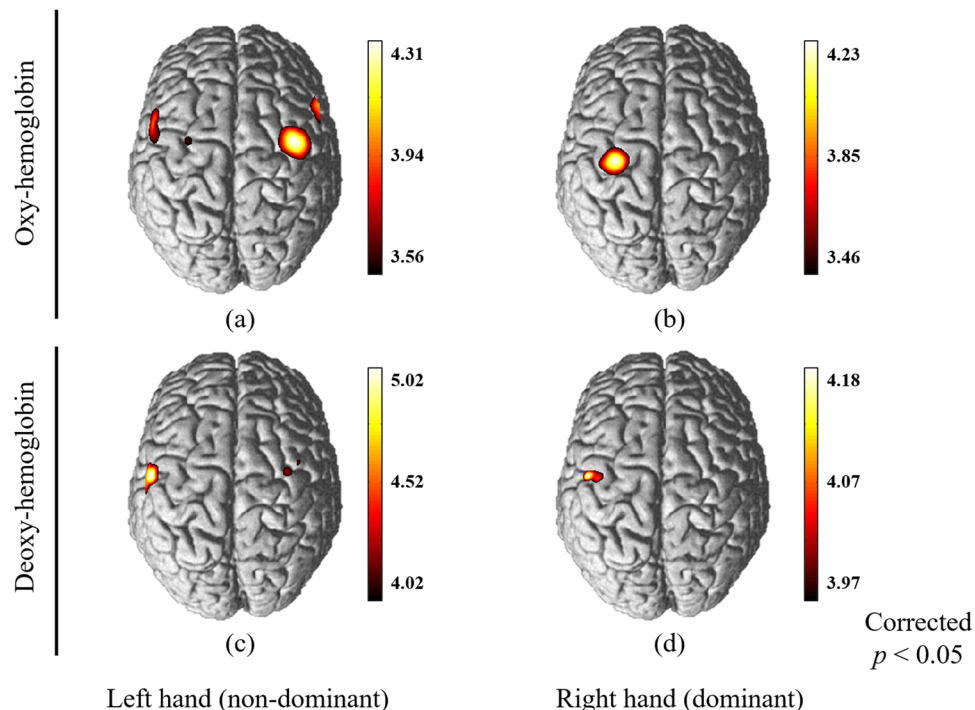 Oxy-hemoglobin
4.31
3.94
3.56
(a)
4.23
3.85
3.46
(b)
Deoxy-hemoglobin
5.02
4.52
4.02
(c)
4.18
4.07
3.97
(d)
Corrected
p < 0.05
Left hand (non-dominant)
Right hand (dominant)